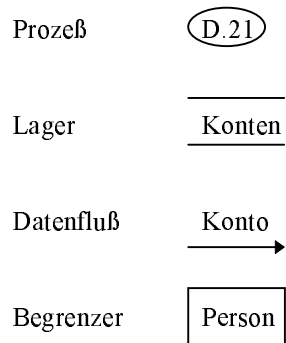 Prozeß D.21
Lager Konten
Datenfluß Konto
Begrenzer Person